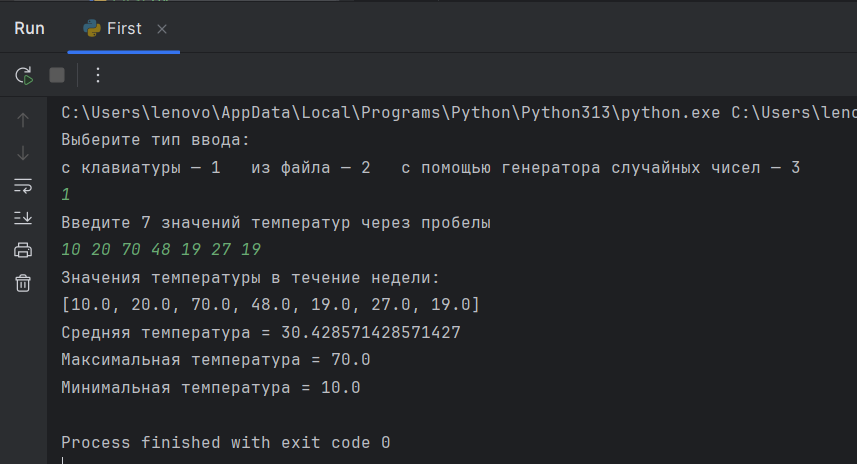 Run First
C:\Users\lenovo\AppData\Local\Programs\Python\Python313\python.exe
Выберите тип ввода:
с клавиатуры — 1 из файла — 2 с помощью генератора случайных чисел — 3
1
Введите 7 значений температур через пробелы
10 20 70 48 19 27 19
Значения температуры в течение недели:
[10.0, 20.0, 70.0, 48.0, 19.0, 27.0, 19.0]
Средняя температура = 30.428571428571427
Максимальная температура = 70.0
Минимальная температура = 10.0
Process finished with exit code 0